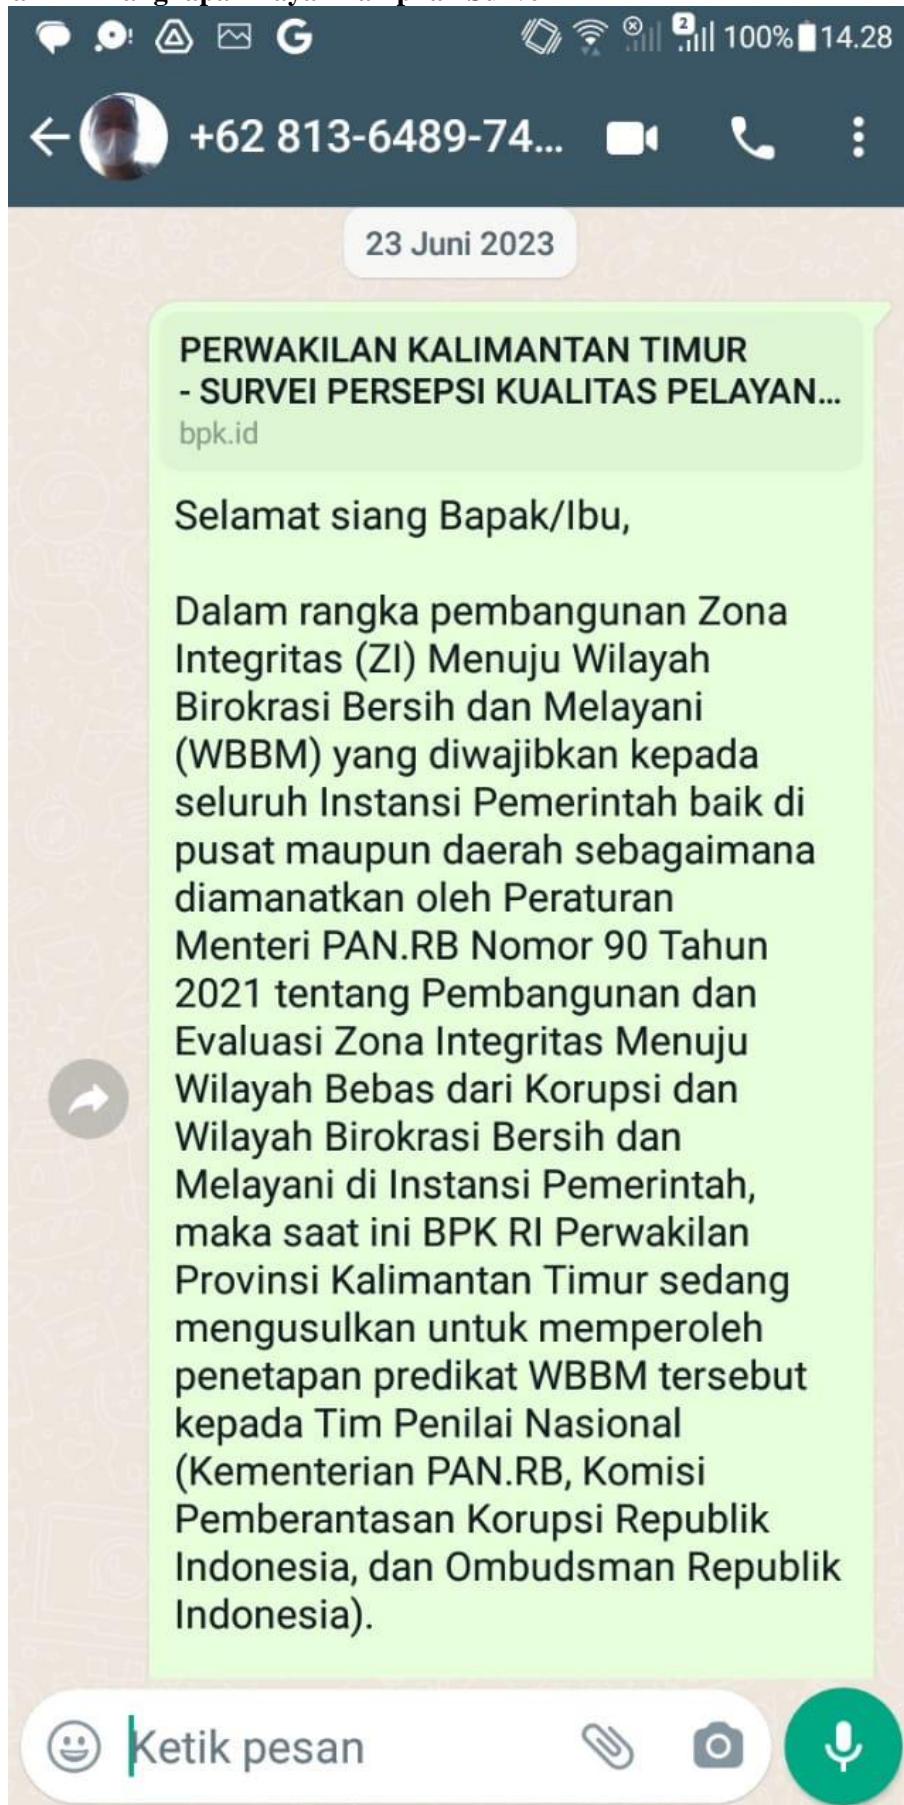 G 2 100% 14.28
+62 813-6489-74...
23 Juni 2023
PERWAKILAN KALIMANTAN TIMUR
- SURVEI PERSEPSI KUALITAS PELAYAN...
bpk.id
Selamat siang Bapak/Ibu,
Dalam rangka pembangunan Zona
Integritas (ZI) Menuju Wilayah
Birokrasi Bersih dan Melayani
(WBBM) yang diwajibkan kepada
seluruh Instansi Pemerintah baik di
pusat maupun daerah sebagaimana
diamanatkan oleh Peraturan
Menteri PAN.RB Nomor 90 Tahun
2021 tentang Pembangunan dan
Evaluasi Zona Integritas Menuju
Wilayah Bebas dari Korupsi dan
Wilayah Birokrasi Bersih dan
Melayani di Instansi Pemerintah,
maka saat ini BPK RI Perwakilan
Provinsi Kalimantan Timur sedang
mengusulkan untuk memperoleh
penetapan predikat WBBM tersebut
kepada Tim Penilai Nasional
(Kementerian PAN.RB, Komisi
Pemberantasan Korupsi Republik
Indonesia, dan Ombudsman Republik
Indonesia).
Ketik pesan